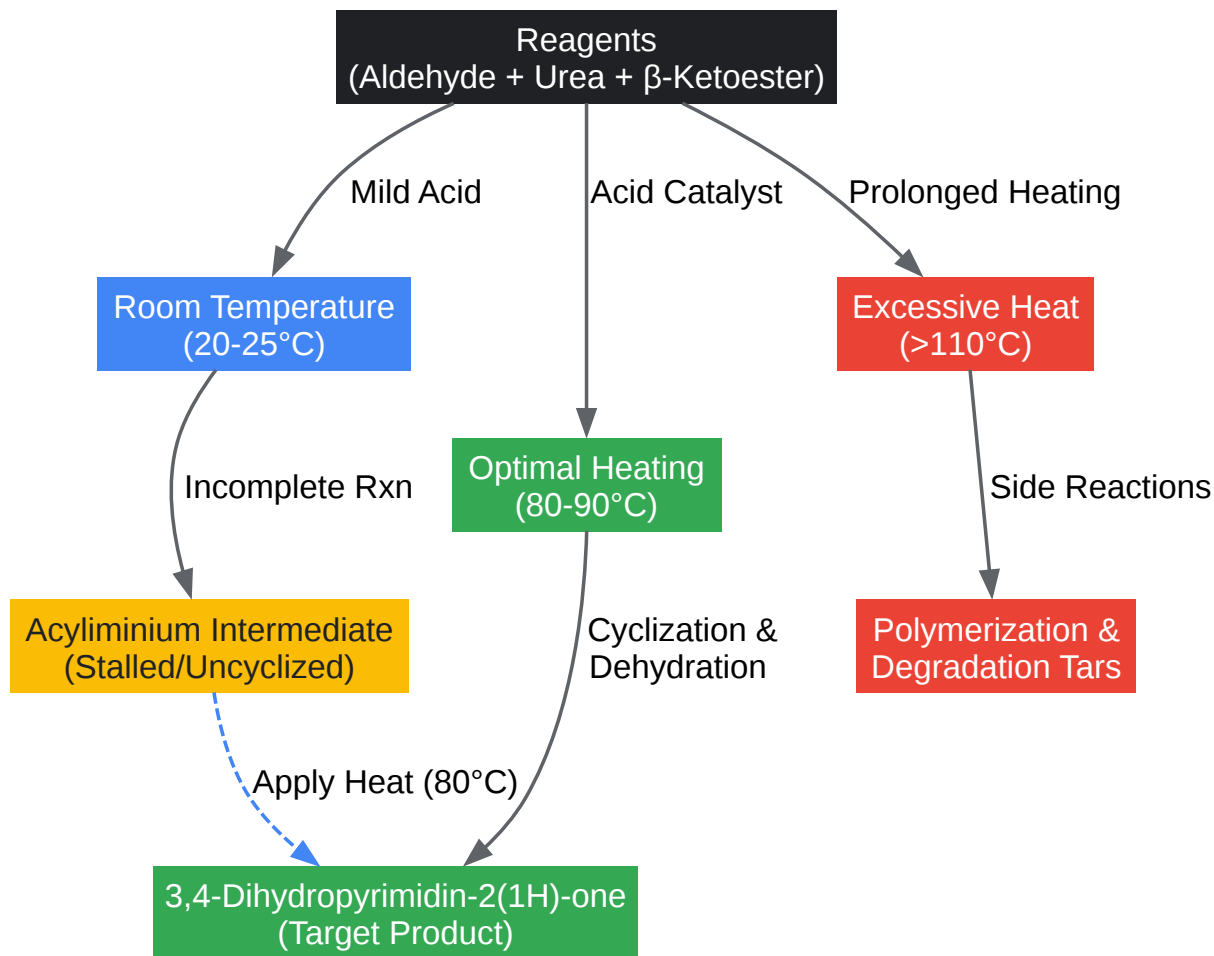 Reagents
(Aldehyde + Urea + β-Ketoester)
Mild Acid
Acid Catalyst
Prolonged Heating
Room Temperature
(20-25°C)
Excessive Heat
(>110°C)
Optimal Heating
(80-90°C)
Incomplete Rxn
Side Reactions
Acyliminium Intermediate
(Stalled/Uncyclized)
Cyclization &
Dehydration
Polymerization &
Degradation Tars
Apply Heat (80°C)
3,4-Dihydropyrimidin-2(1H)-one
(Target Product)